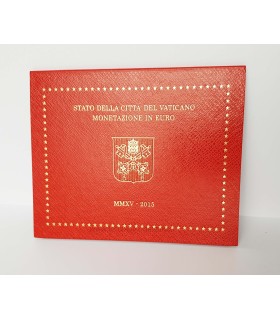 STATO DELLA CITTÀ DEL VATICANO
MONETAZIONE IN EURO
MMXV - 2015